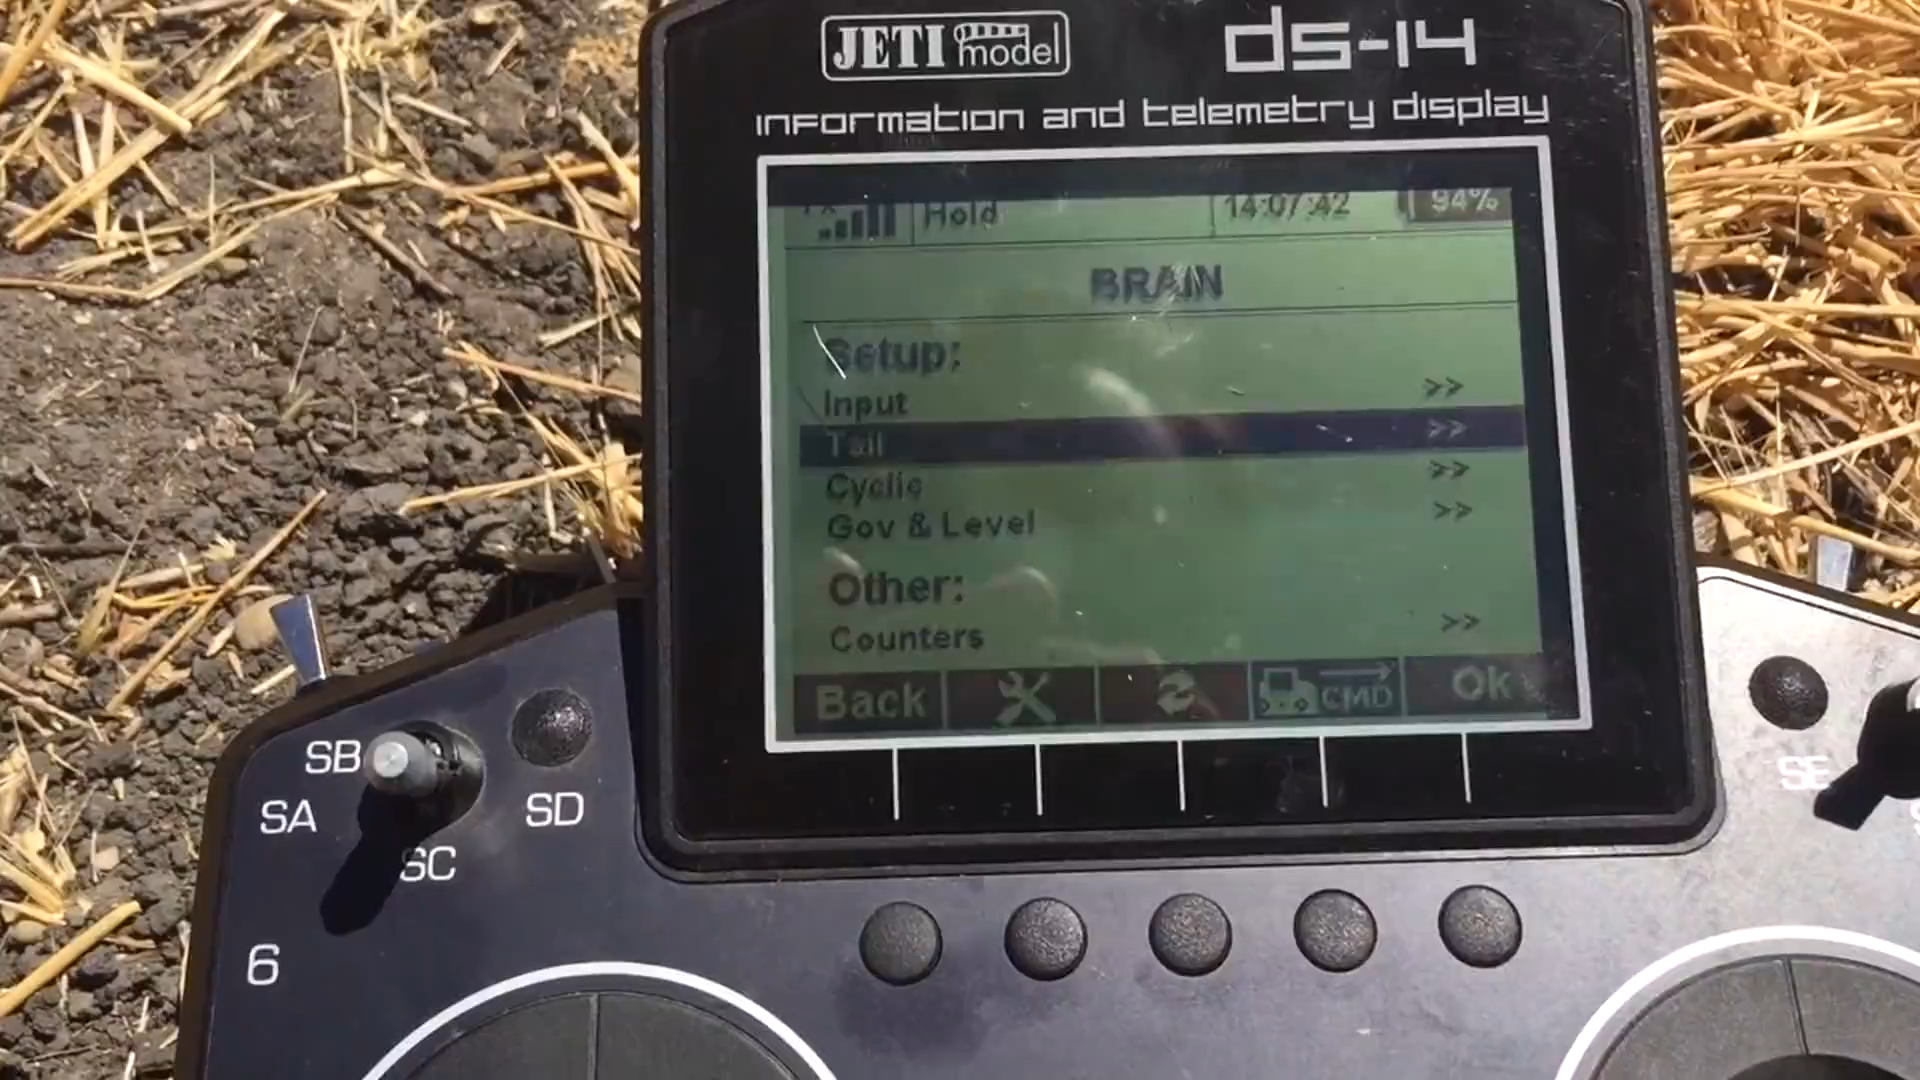 JETI model DS-14
information and telemetry display
Hold 14:07:42 94%
BRAIN
Setup:
Input >>
Tail >>
Cyclic >>
Gov & Level >>
Other:
Counters >>
Back CMD Ok
SB
SA
SD
SC
SE
6